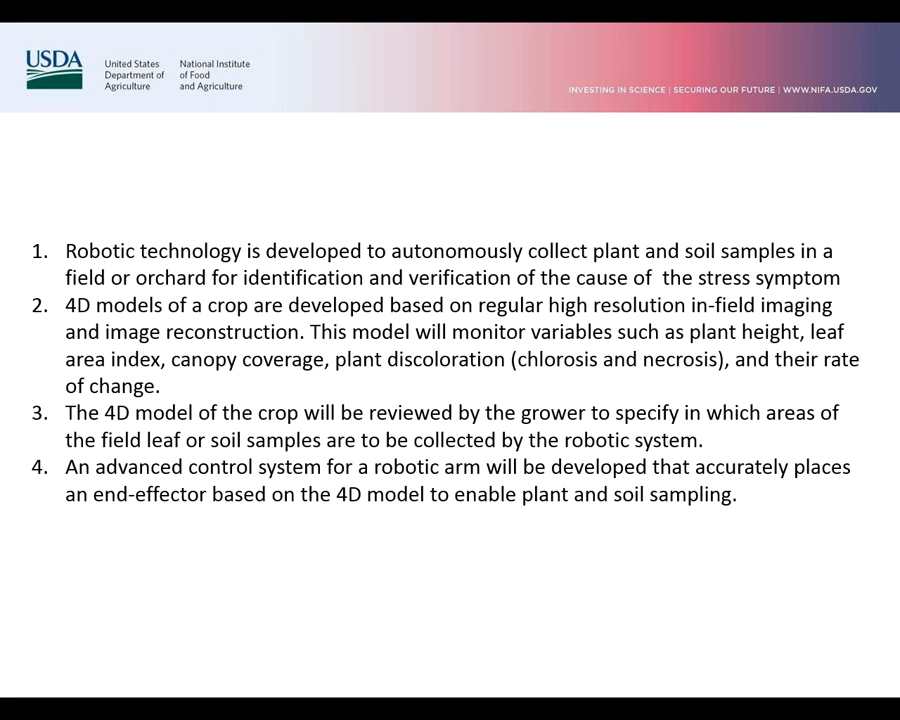 USDA
United States
Department of
Agriculture
National Institute
of Food
and Agriculture
INVESTING IN SCIENCE | SECURING OUR FUTURE | WWW.NIFA.USDA.GOV
1. Robotic technology is developed to autonomously collect plant and soil samples in a
field or orchard for identification and verification of the cause of  the stress symptom
2. 4D models of a crop are developed based on regular high resolution in-field imaging
and image reconstruction. This model will monitor variables such as plant height, leaf
area index, canopy coverage, plant discoloration (chlorosis and necrosis), and their rate
of change.
3. The 4D model of the crop will be reviewed by the grower to specify in which areas of
the field leaf or soil samples are to be collected by the robotic system.
4. An advanced control system for a robotic arm will be developed that accurately places
an end-effector based on the 4D model to enable plant and soil sampling.